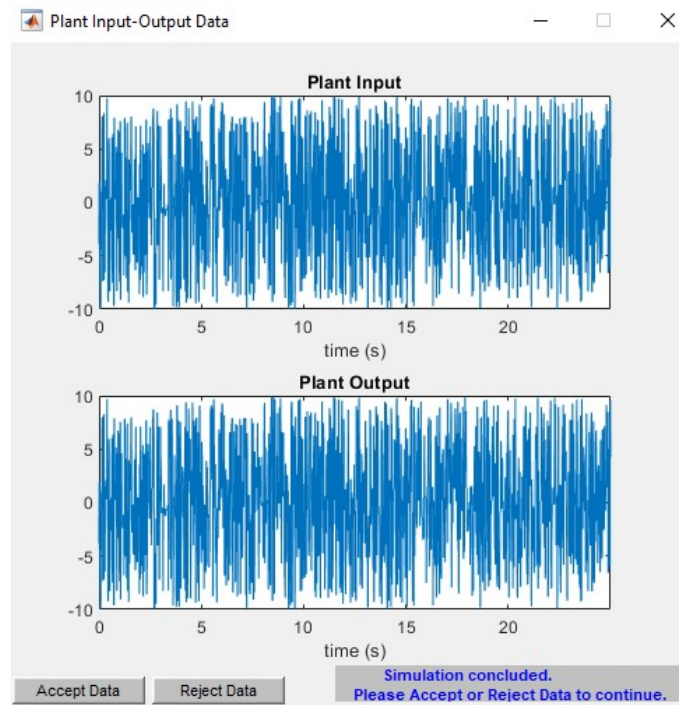 Plant Input-Output Data
Plant Input
10
5
0
-5
-10
0 5 10 15 20
time (s)
Plant Output
10
5
0
-5
-10
0 5 10 15 20
time (s)
Accept Data Reject Data
Simulation concluded.
Please Accept or Reject Data to continue.